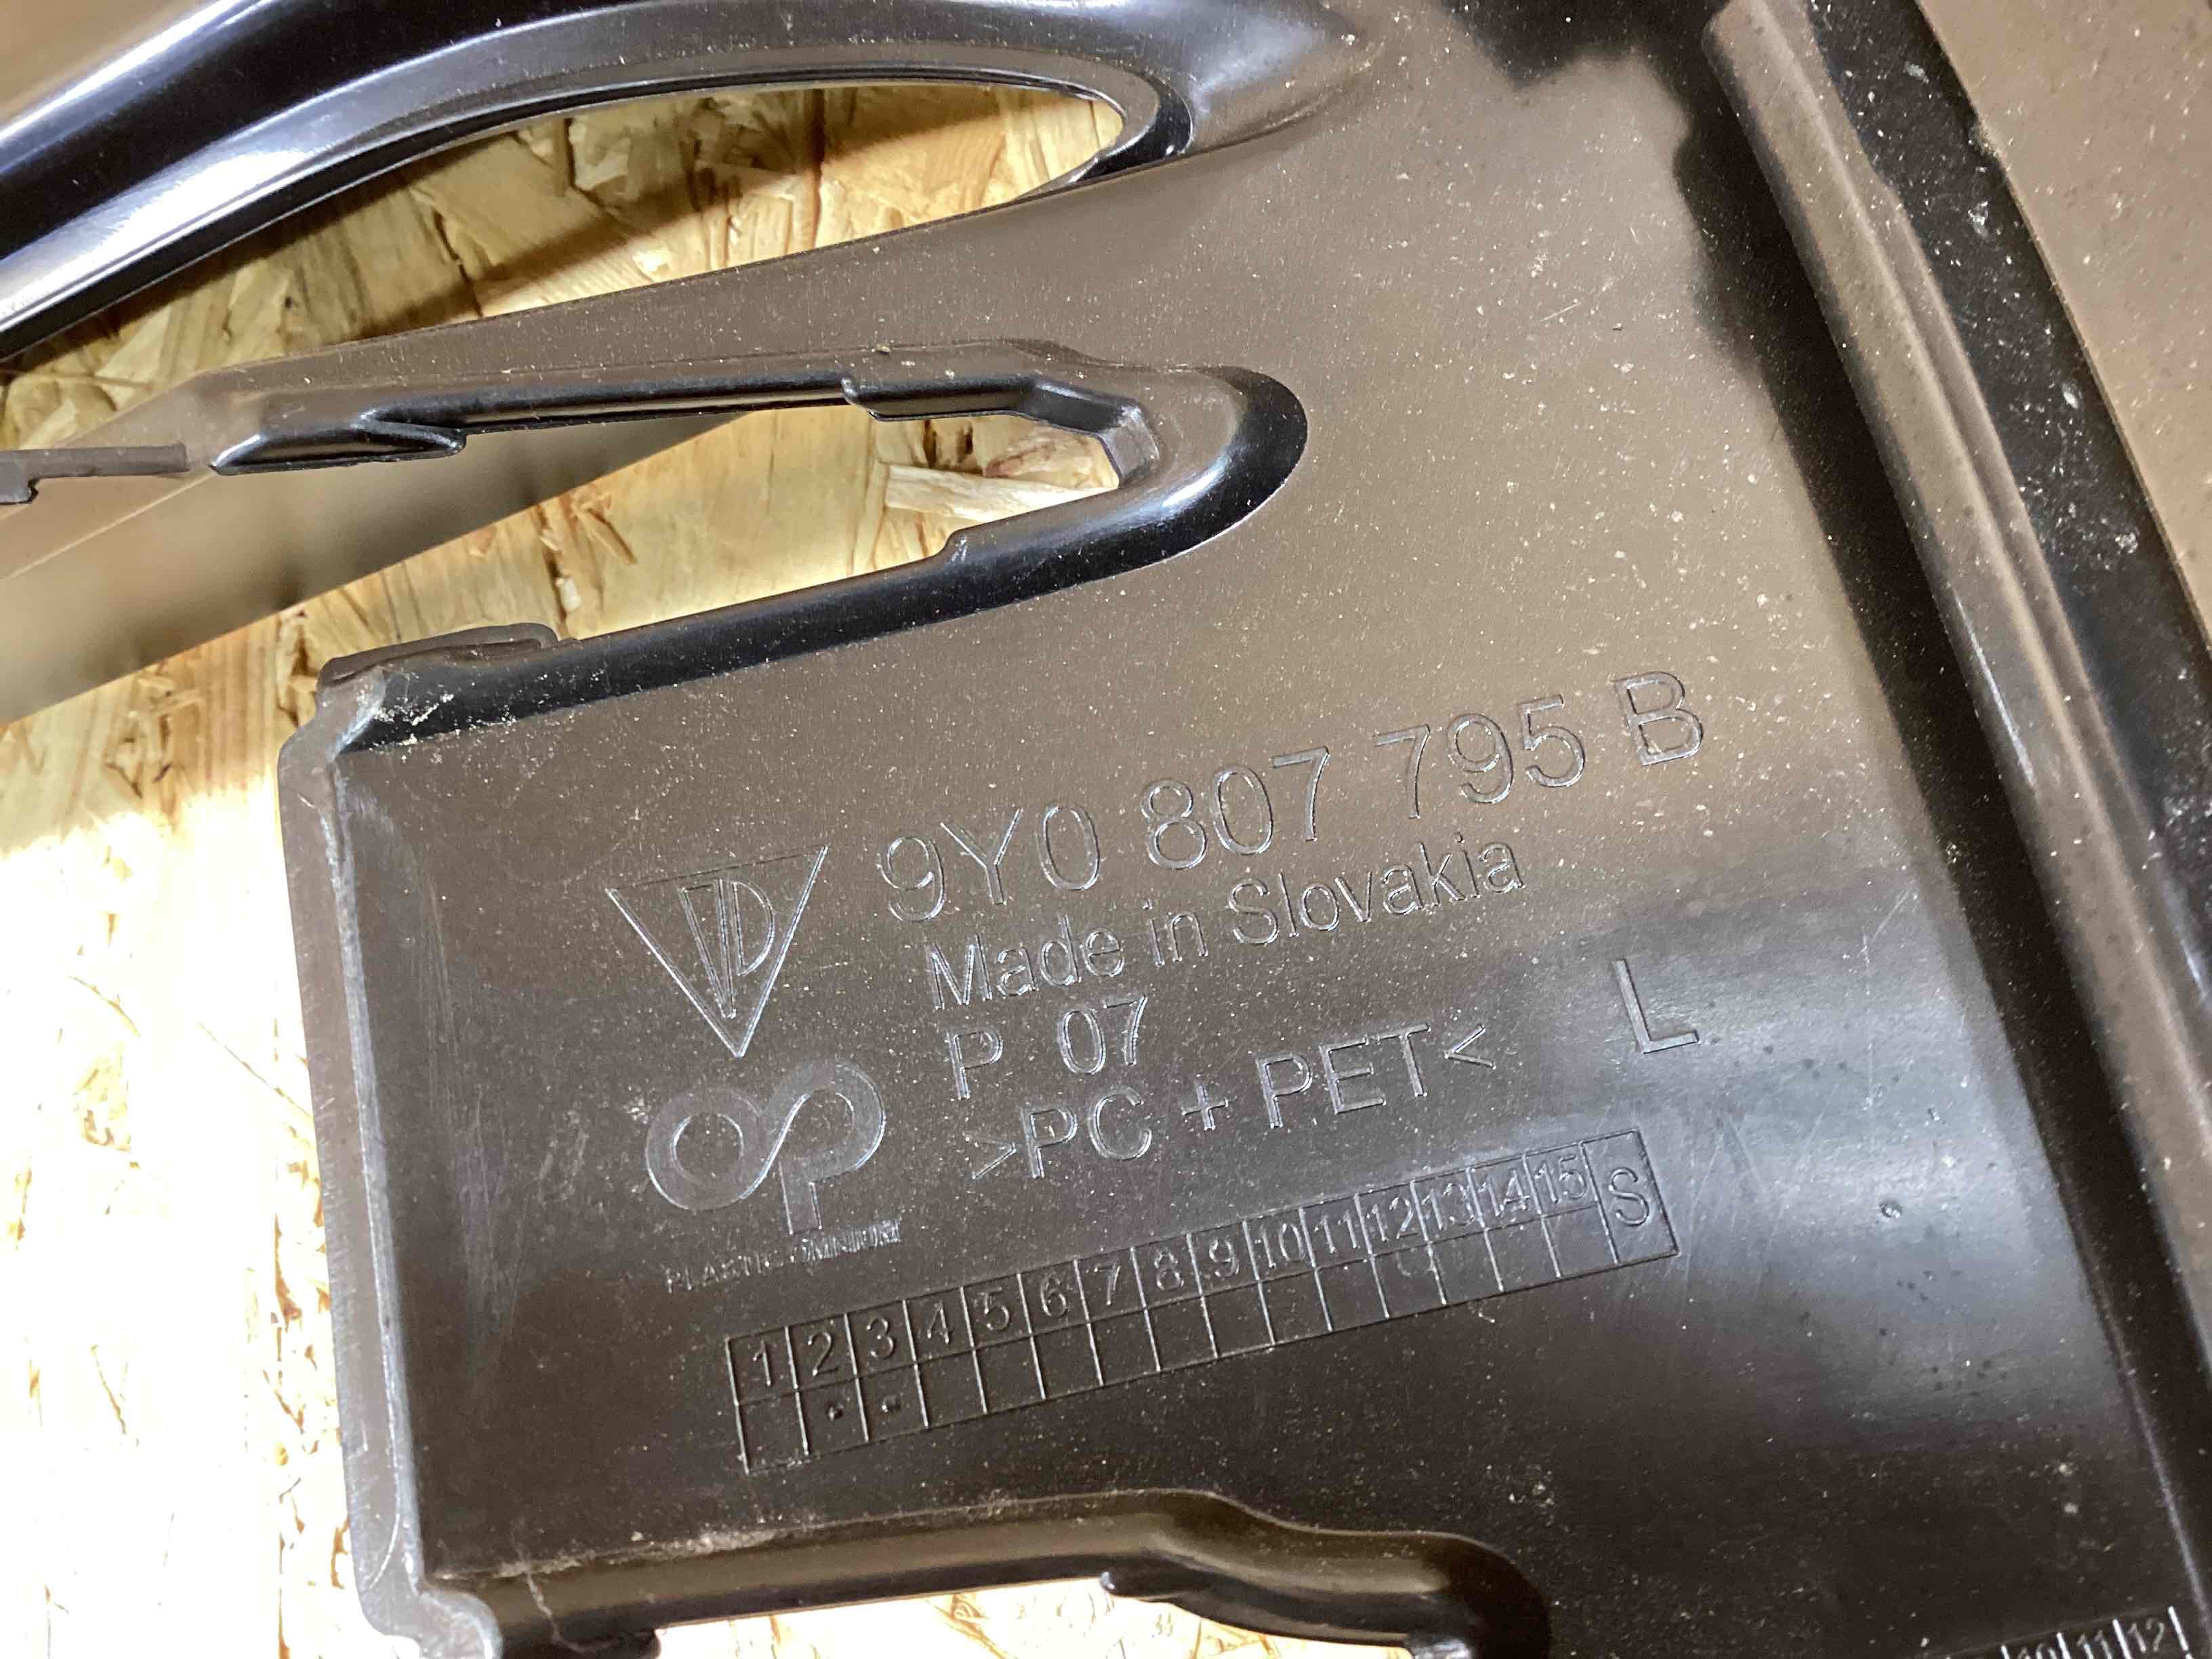 9Y0 807 795 B
Made in Slovakia
P 07
>PC + PET<
L
PLASTIC OMNIUM
1 2 3 4 5 6 7 8 9 10 11 12 13 14 15 S
10 11 12